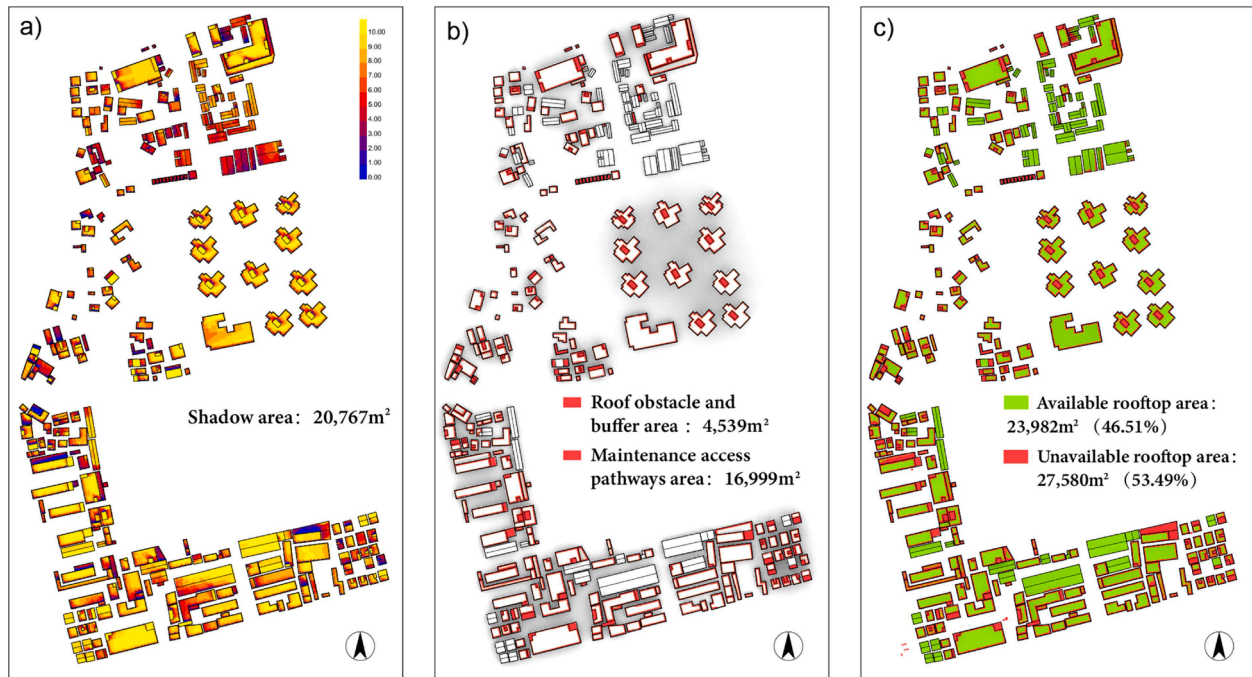 a)
10.00
9.00
8.00
7.00
6.00
5.00
4.00
3.00
2.00
1.00
0.00
Shadow area: 20,767m²
b)
Roof obstacle and
buffer area : 4,539m²
Maintenance access
pathways area: 16,999m²
c)
Available rooftop area:
23,982m² (46.51%)
Unavailable rooftop area:
27,580m² (53.49%)